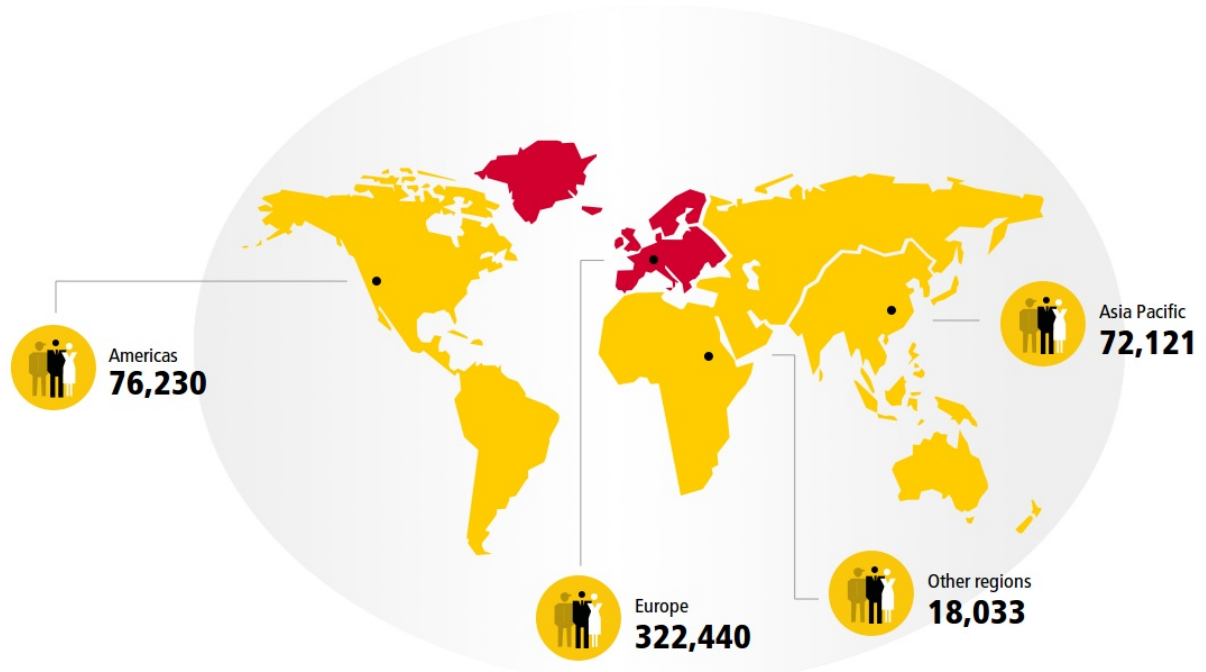 Americas
76,230
Europe
322,440
Other regions
18,033
Asia Pacific
72,121